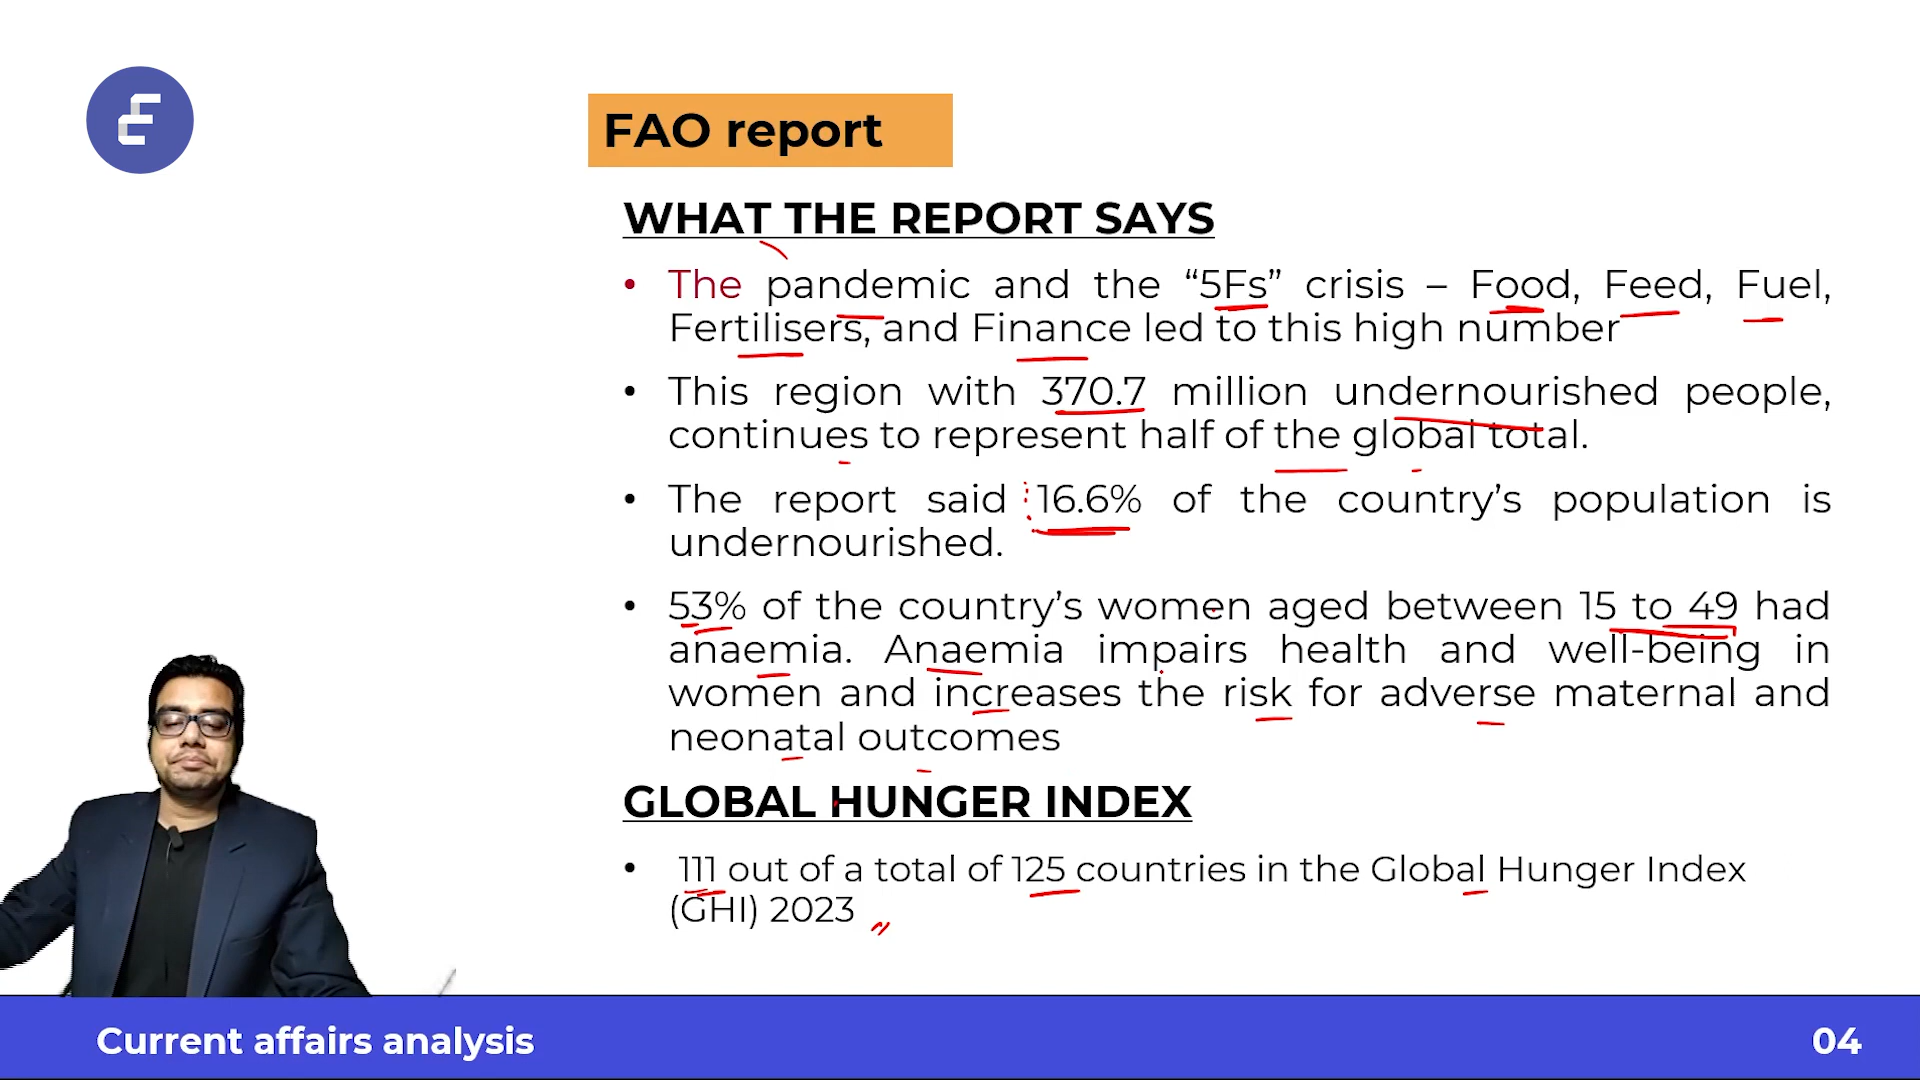 FAO report
WHAT THE REPORT SAYS
• The pandemic and the “5Fs” crisis – Food, Feed, Fuel,
Fertilisers, and Finance led to this high number
• This region with 370.7 million undernourished people,
continues to represent half of the global total.
• The report said 16.6% of the country’s population is
undernourished.
• 53% of the country’s women aged between 15 to 49 had
anaemia. Anaemia impairs health and well-being in
women and increases the risk for adverse maternal and
neonatal outcomes
GLOBAL HUNGER INDEX
• 111 out of a total of 125 countries in the Global Hunger Index
(GHI) 2023
Current affairs analysis
04